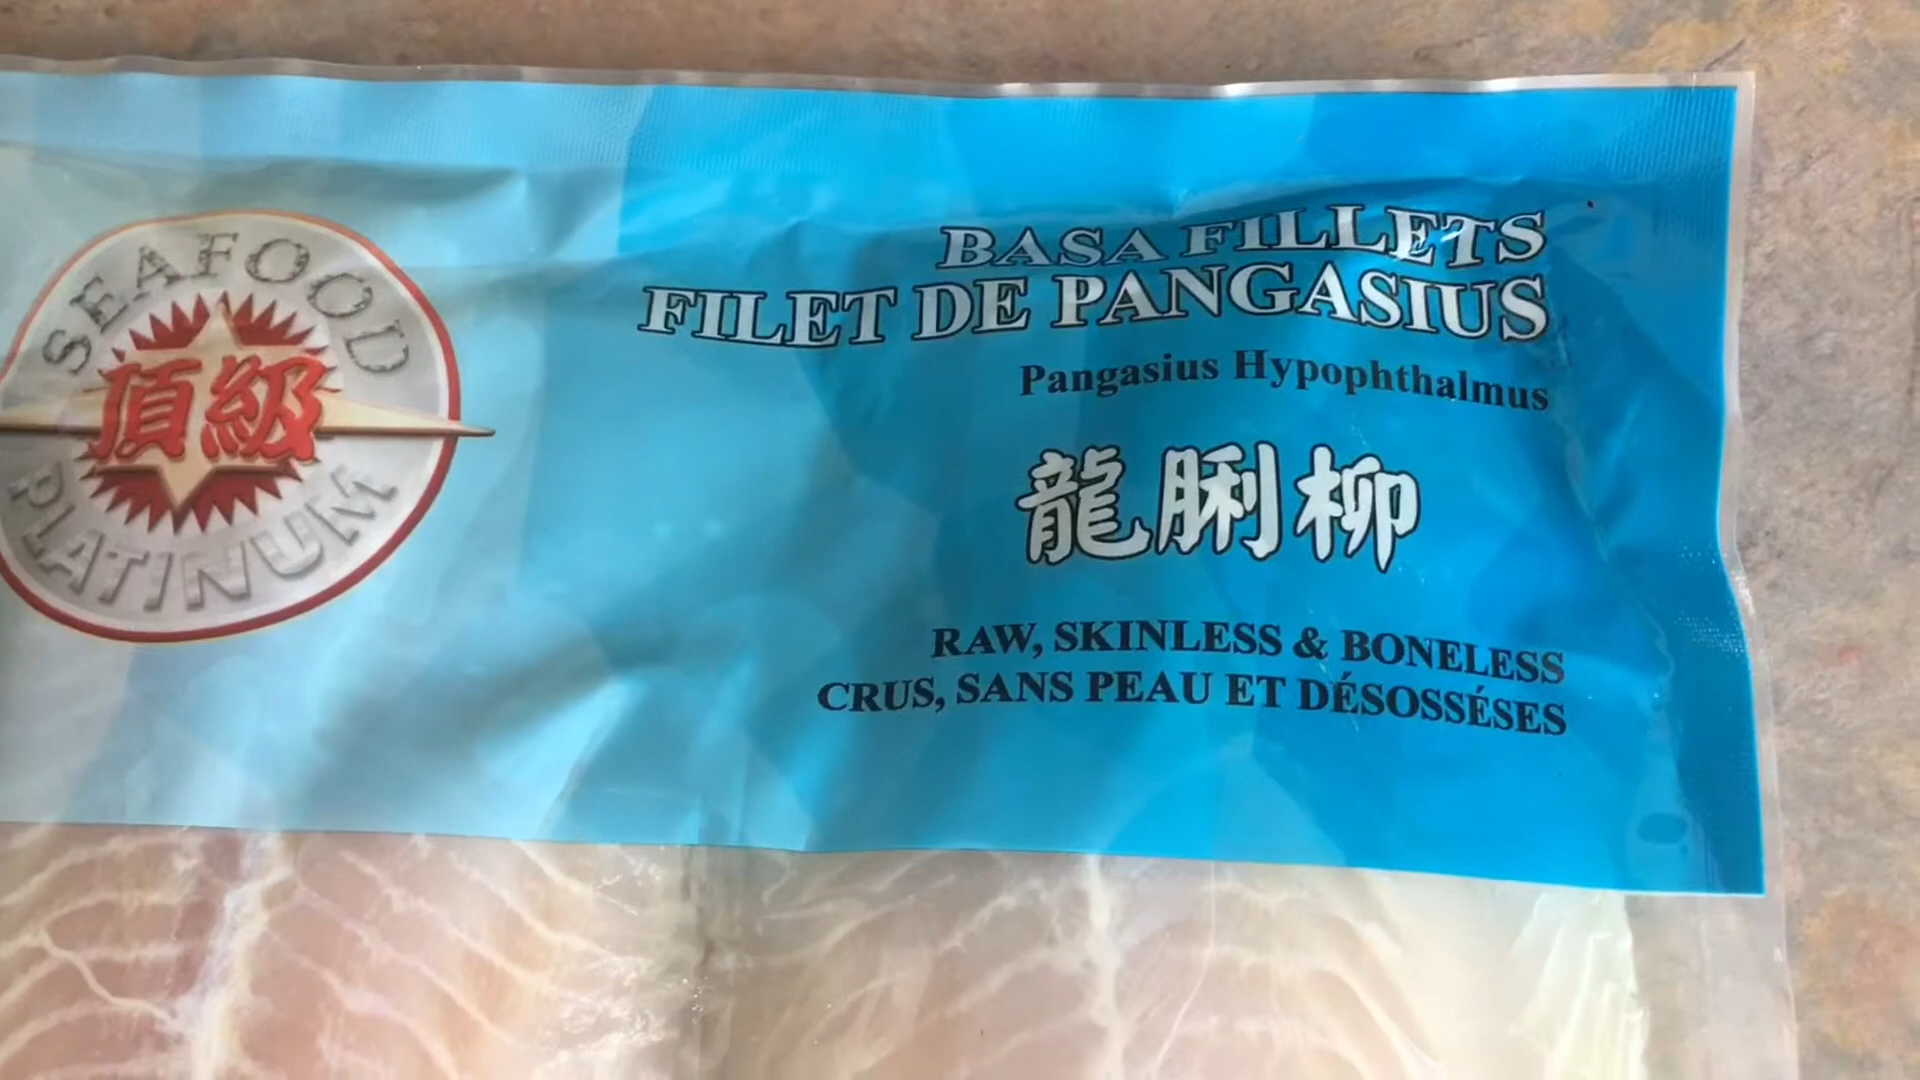 SEAFOOD
頂級
PLATINUM
BASA FILLETS
FILET DE PANGASIUS
Pangasius Hypophthalmus
龍脷柳
RAW, SKINLESS & BONELESS
CRUS, SANS PEAU ET DÉSOSSÉSES